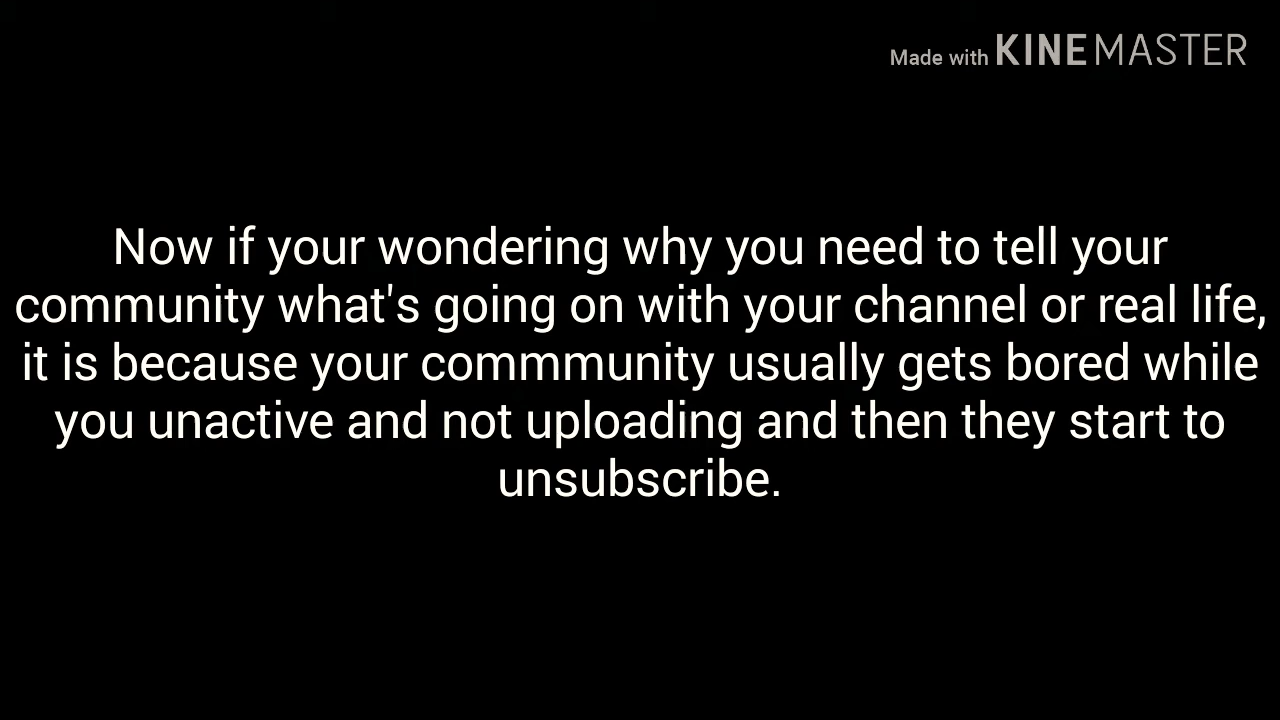 Made with KINEMASTER
Now if your wondering why you need to tell your
community what's going on with your channel or real life,
it is because your commmunity usually gets bored while
you unactive and not uploading and then they start to
unsubscribe.